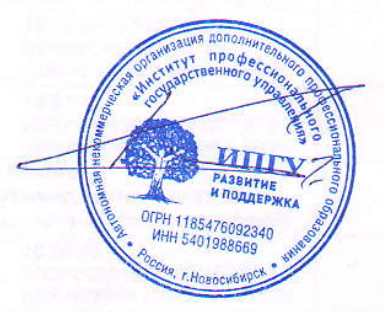 Автономная некоммерческая организация дополнительного профессионального образования
«Институт профессионального
государственного управления»
ИПГУ
РАЗВИТИЕ
И ПОДДЕРЖКА
ОГРН 1185476092340
ИНН 5401988669
• Россия, г.Новосибирск •